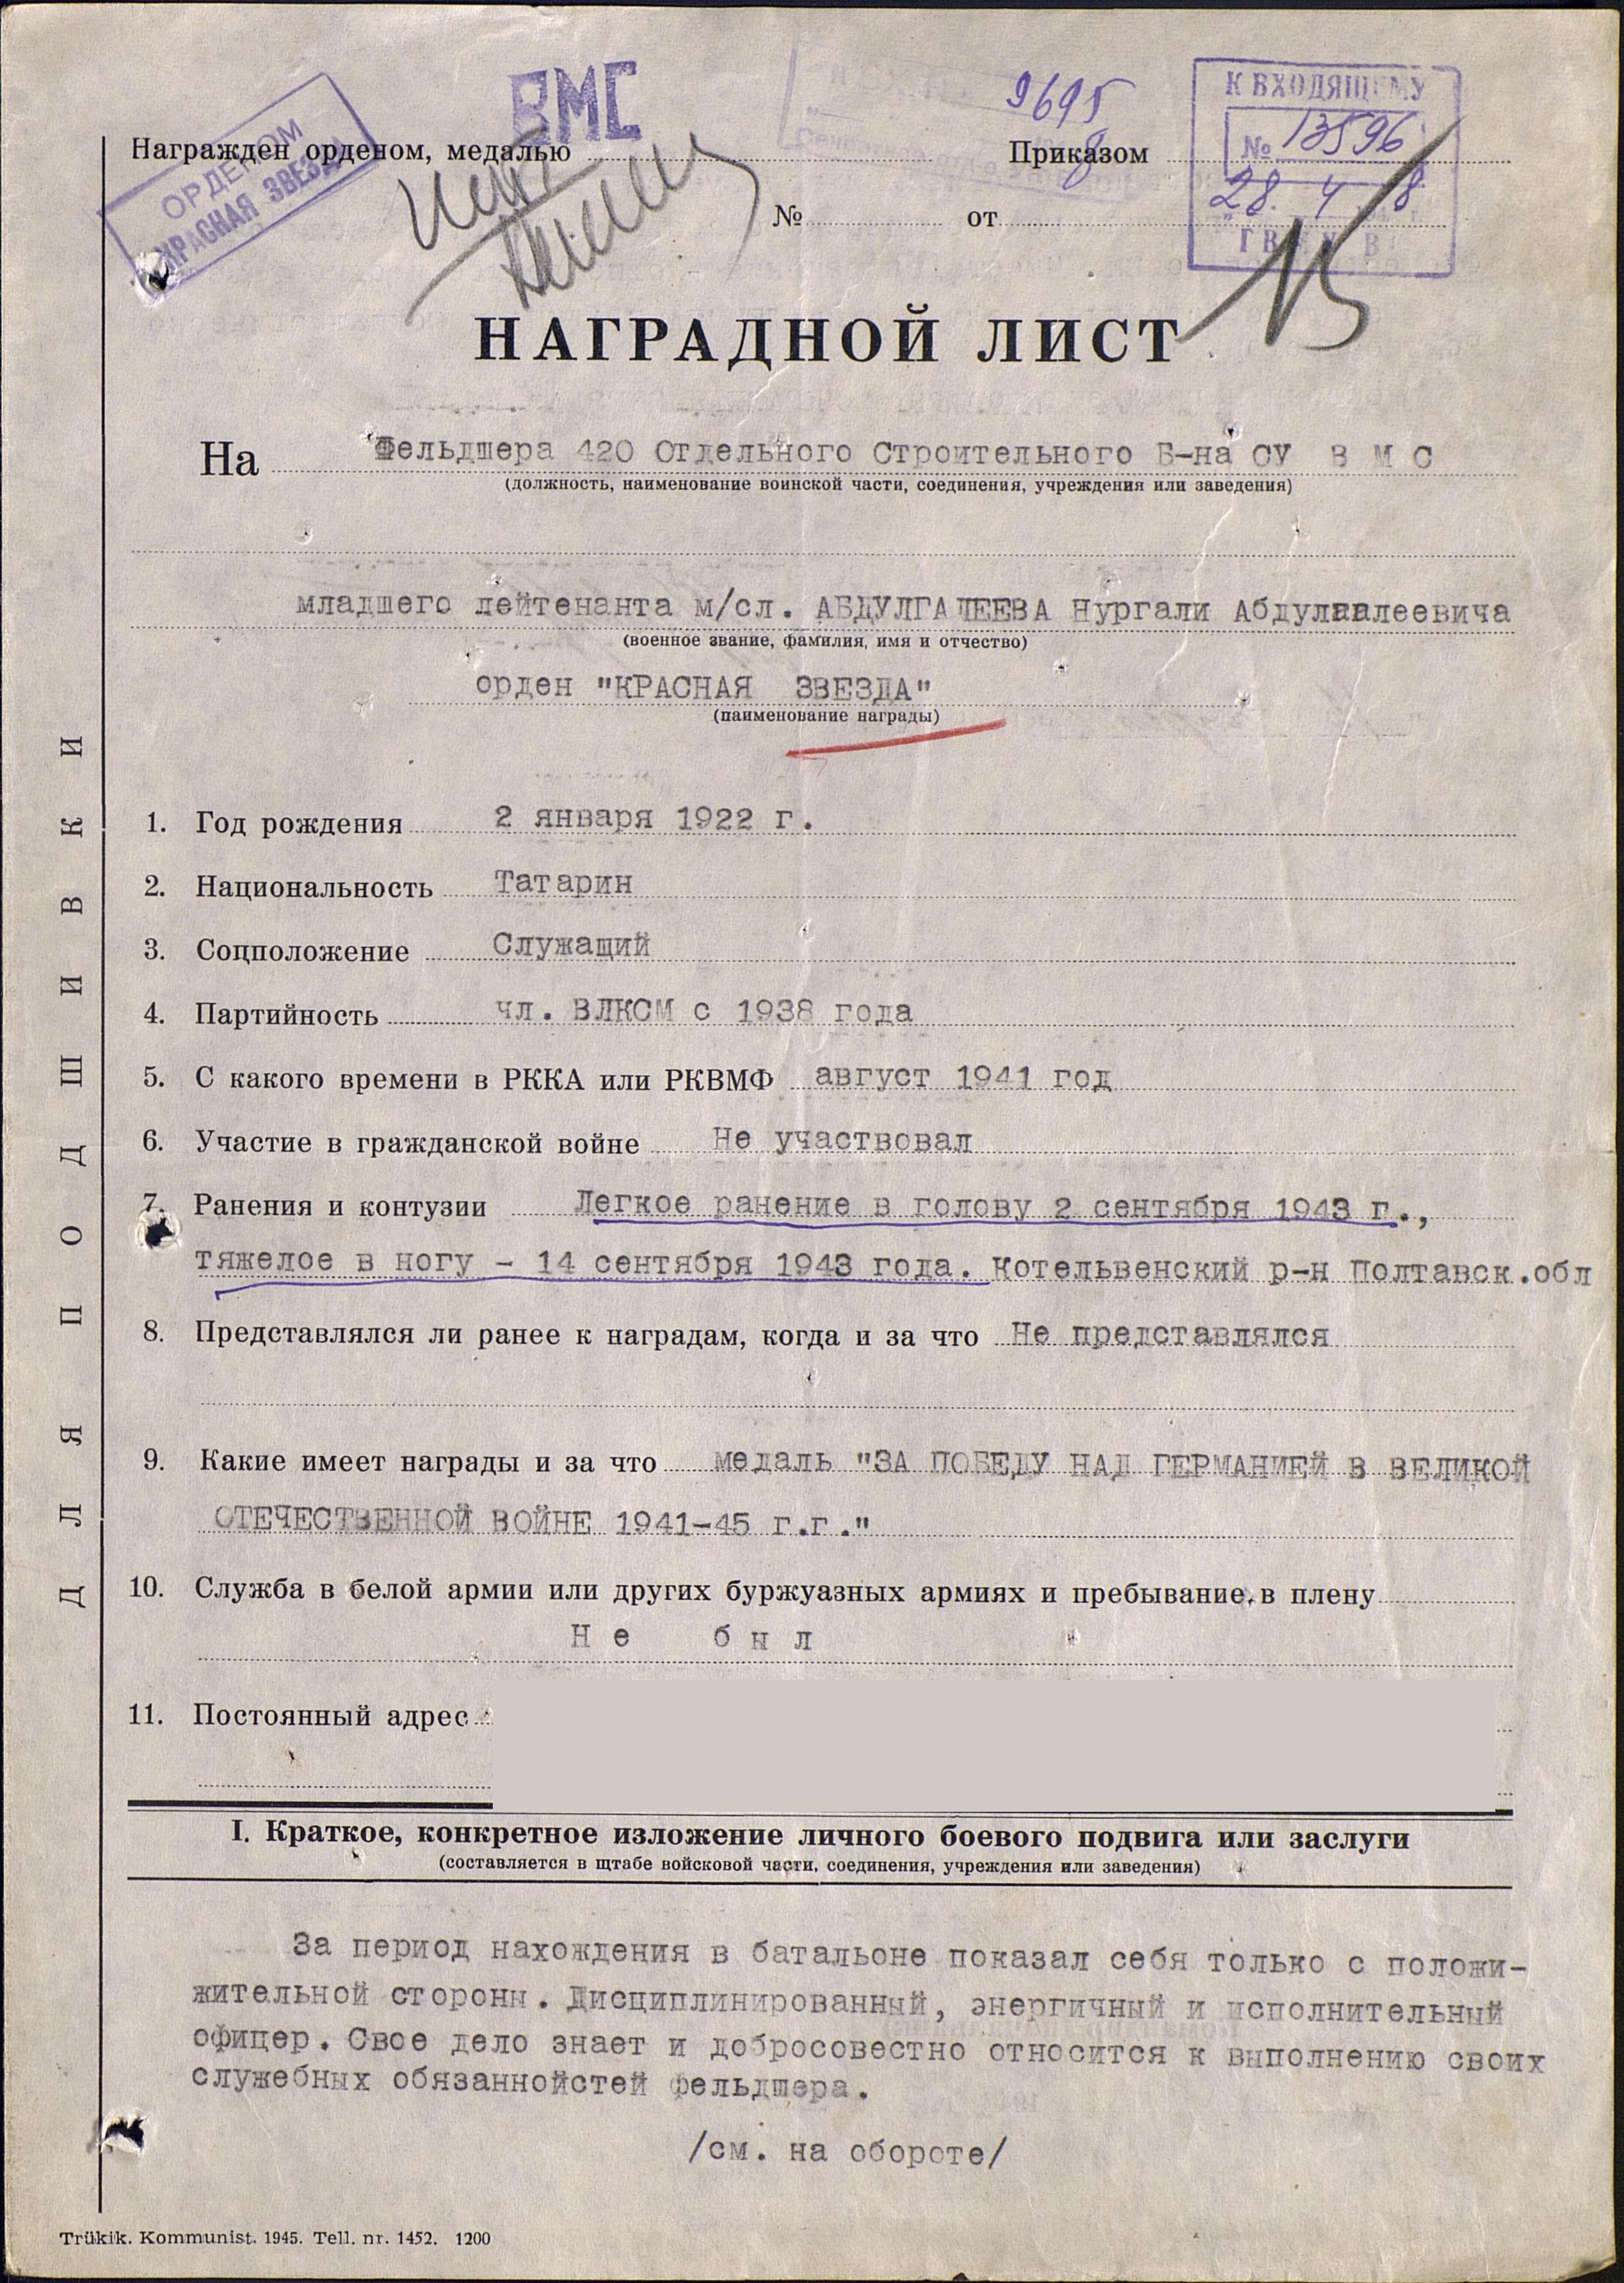 ВМС
9695
К ВХОДЯЩЕМУ
№ 13596
28. 4 8
ОРДЕНОМ
КРАСНАЯ ЗВЕЗДА
Награжден орденом, медалью
Приказом
№ от
15
НАГРАДНОЙ ЛИСТ
На Фельдшера 420 Отдельного Строительного Б-на СУ В М С
(должность, наименование воинской части, соединения, учреждения или заведения)
младшего лейтенанта м/сл. АБДУЛГАЛЕЕВА Нургали
(военное звание, фамилия, имя и отчество)
орден "КРАСНАЯ ЗВЕЗДА"
(наименование награды)
1. Год рождения 2 января 1922 г.
2. Национальность Татарин
3. Соцположение Служащий
4. Партийность чл. ВЛКСМ с 1938 года
5. С какого времени в РККА или РКВМФ август 1941 год
6. Участие в гражданской войне Не участвовал
7. Ранения и контузии Легкое ранение в голову 2 сентября 1943 г.,
тяжелое в ногу - 14 сентября 1943 года. Котельвенский р-н Полтавск.обл
8. Представлялся ли ранее к наградам, когда и за что Не представлялся
9. Какие имеет награды и за что медаль "ЗА ПОБЕДУ НАД ГЕРМАНИЕЙ В ВЕЛИКОЙ
ОТЕЧЕСТВЕННОЙ ВОЙНЕ 1941-45 г.г."
10. Служба в белой армии или других буржуазных армиях и пребывание в плену
Не был
11. Постоянный адрес
I. Краткое, конкретное изложение личного боевого подвига или заслуги
(составляется в штабе войсковой части, соединения, учреждения или заведения)
За период нахождения в батальоне показал себя только с положи-
жительной стороны. Дисциплинированный, энергичный и исполнительный
офицер. Свое дело знает и добросовестно относится к выполнению своих
служебных обязаннойстей фельдшера.
/см. на обороте/
Trükik. Kommunist. 1945. Tell. nr. 1452. 1200
ДЛЯ ПОДШИВКИ